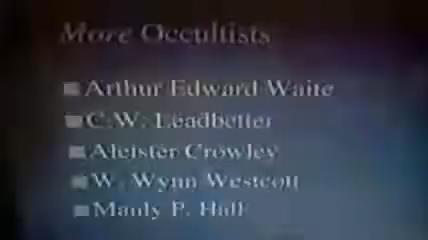 More Occultists
Arthur Edward Waite
C.W. Leadbetter
Aleister Crowley
W. Wynn Westcott
Manly P. Hall